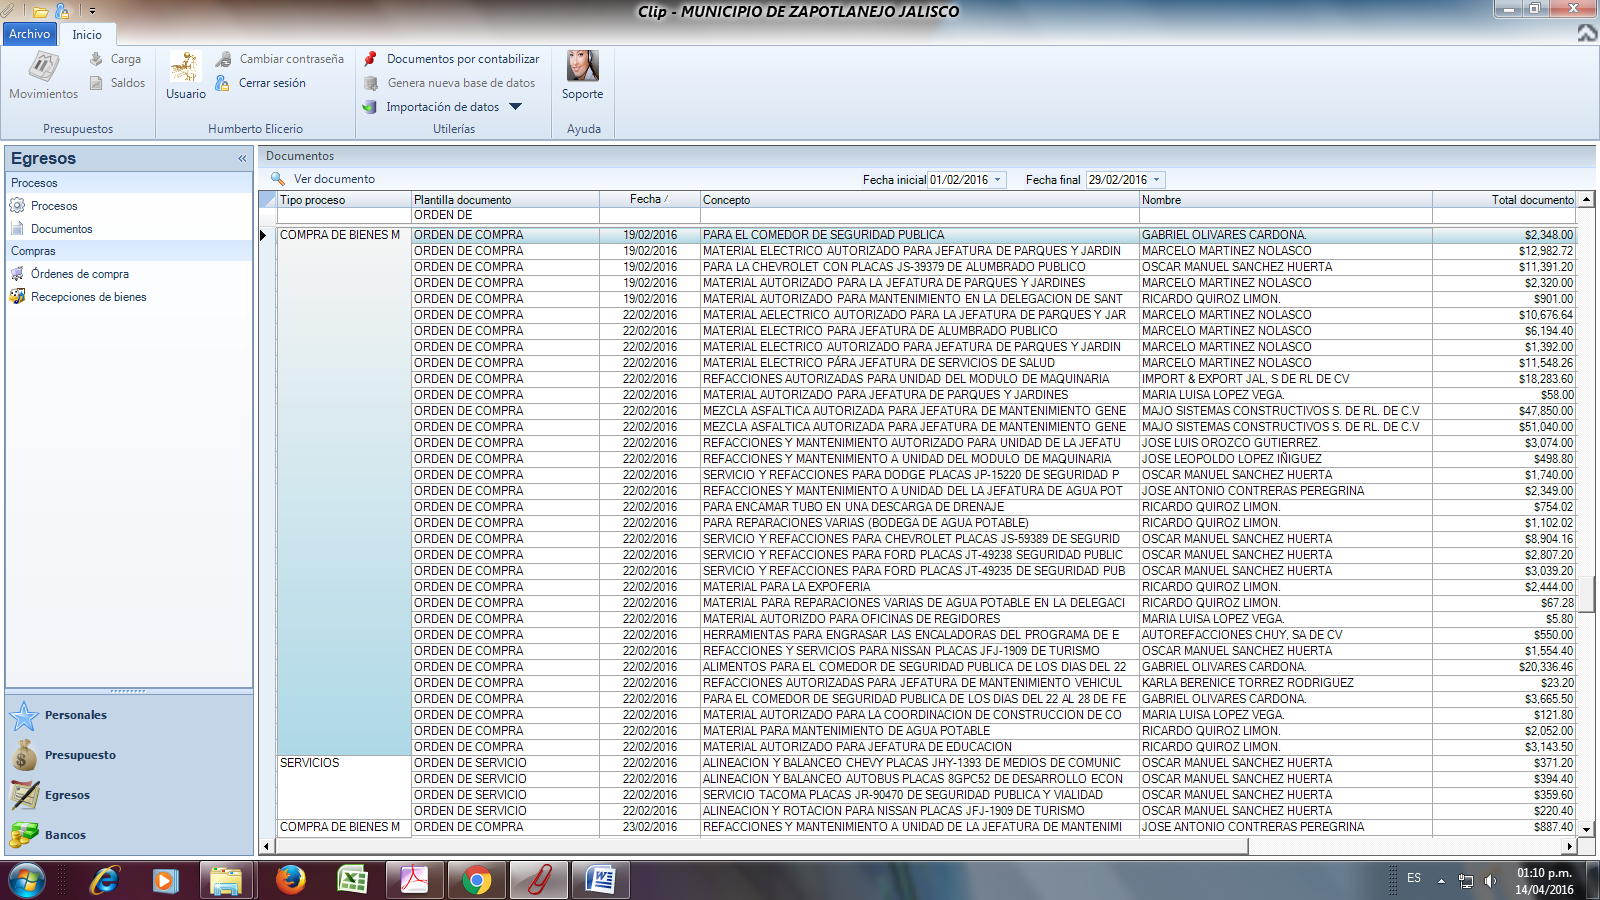 Clip - MUNICIPIO DE ZAPOTLANEJO JALISCO
Archivo Inicio
Movimientos Carga Saldos Presupuestos
Usuario Cambiar contraseña Cerrar sesión Humberto Elicerio
Documentos por contabilizar
Genera nueva base de datos
Importación de datos
Utilerías
Soporte
Ayuda
Egresos «
Procesos
Procesos
Documentos
Compras
Órdenes de compra
Recepciones de bienes
Personales
Presupuesto
Egresos
Bancos
Documentos
Ver documento Fecha inicial 01/02/2016 Fecha final 29/02/2016
Tipo proceso Plantilla documento Fecha / Concepto Nombre Total documento
ORDEN DE
COMPRA DE BIENES M ORDEN DE COMPRA 19/02/2016 PARA EL COMEDOR DE SEGURIDAD PUBLICA GABRIEL OLIVARES CARDONA. $2,348.00
ORDEN DE COMPRA 19/02/2016 MATERIAL ELECTRICO AUTORIZADO PARA JEFATURA DE PARQUES Y JARDIN MARCELO MARTINEZ NOLASCO $12,982.72
ORDEN DE COMPRA 19/02/2016 PARA LA CHEVROLET CON PLACAS JS-39379 DE ALUMBRADO PUBLICO OSCAR MANUEL SANCHEZ HUERTA $11,391.20
ORDEN DE COMPRA 19/02/2016 MATERIAL AUTORIZADO PARA LA JEFATURA DE PARQUES Y JARDINES MARCELO MARTINEZ NOLASCO $2,320.00
ORDEN DE COMPRA 19/02/2016 MATERIAL AUTORIZADO PARA MANTENIMIENTO EN LA DELEGACION DE SANT RICARDO QUIROZ LIMON. $901.00
ORDEN DE COMPRA 22/02/2016 MATERIAL AELECTRICO AUTORIZADO PARA LA JEFATURA DE PARQUES Y JAR MARCELO MARTINEZ NOLASCO $10,676.64
ORDEN DE COMPRA 22/02/2016 MATERIAL ELECTRICO PARA JEFATURA DE ALUMBRADO PUBLICO MARCELO MARTINEZ NOLASCO $6,194.40
ORDEN DE COMPRA 22/02/2016 MATERIAL ELECTRICO AUTORIZADO PARA JEFATURA DE PARQUES Y JARDIN MARCELO MARTINEZ NOLASCO $1,392.00
ORDEN DE COMPRA 22/02/2016 MATERIAL ELECTRICO PÁRA JEFATURA DE SERVICIOS DE SALUD MARCELO MARTINEZ NOLASCO $11,548.26
ORDEN DE COMPRA 22/02/2016 REFACCIONES AUTORIZADAS PARA UNIDAD DEL MODULO DE MAQUINARIA IMPORT & EXPORT JAL, S DE RL DE CV $18,283.60
ORDEN DE COMPRA 22/02/2016 MATERIAL AUTORIZADO PARA JEFATURA DE PARQUES Y JARDINES MARIA LUISA LOPEZ VEGA. $58.00
ORDEN DE COMPRA 22/02/2016 MEZCLA ASFALTICA AUTORIZADA PARA JEFATURA DE MANTENIMIENTO GENE MAJO SISTEMAS CONSTRUCTIVOS S. DE RL. DE C.V $47,850.00
ORDEN DE COMPRA 22/02/2016 MEZCLA ASFALTICA AUTORIZADA PARA JEFATURA DE MANTENIMIENTO GENE MAJO SISTEMAS CONSTRUCTIVOS S. DE RL. DE C.V $51,040.00
ORDEN DE COMPRA 22/02/2016 REFACCIONES Y MANTENIMIENTO AUTORIZADO PARA UNIDAD DE LA JEFATU JOSE LUIS OROZCO GUTIERREZ. $3,074.00
ORDEN DE COMPRA 22/02/2016 REFACCIONES Y MANTENIMIENTO A UNIDAD DEL MODULO DE MAQUINARIA JOSE LEOPOLDO LOPEZ IÑIGUEZ $498.80
ORDEN DE COMPRA 22/02/2016 SERVICIO Y REFACCIONES PARA DODGE PLACAS JP-15220 DE SEGURIDAD P OSCAR MANUEL SANCHEZ HUERTA $1,740.00
ORDEN DE COMPRA 22/02/2016 REFACCIONES Y MANTENIMIENTO A UNIDAD DEL LA JEFATURA DE AGUA POT JOSE ANTONIO CONTRERAS PEREGRINA $2,349.00
ORDEN DE COMPRA 22/02/2016 PARA ENCAMAR TUBO EN UNA DESCARGA DE DRENAJE RICARDO QUIROZ LIMON. $754.02
ORDEN DE COMPRA 22/02/2016 PARA REPARACIONES VARIAS (BODEGA DE AGUA POTABLE) RICARDO QUIROZ LIMON. $1,102.02
ORDEN DE COMPRA 22/02/2016 SERVICIO Y REFACCIONES PARA CHEVROLET PLACAS JS-59389 DE SEGURID OSCAR MANUEL SANCHEZ HUERTA $8,904.16
ORDEN DE COMPRA 22/02/2016 SERVICIO Y REFACCIONES PARA FORD PLACAS JT-49238 SEGURIDAD PUBLIC OSCAR MANUEL SANCHEZ HUERTA $2,807.20
ORDEN DE COMPRA 22/02/2016 SERVICIO Y REFACCIONES PARA FORD PLACAS JT-49235 DE SEGURIDAD PUB OSCAR MANUEL SANCHEZ HUERTA $3,039.20
ORDEN DE COMPRA 22/02/2016 MATERIAL PARA LA EXPOFERIA RICARDO QUIROZ LIMON. $2,444.00
ORDEN DE COMPRA 22/02/2016 MATERIAL PARA REPARACIONES VARIAS DE AGUA POTABLE EN LA DELEGACI RICARDO QUIROZ LIMON. $67.28
ORDEN DE COMPRA 22/02/2016 MATERIAL AUTORIZDO PARA OFICINAS DE REGIDORES MARIA LUISA LOPEZ VEGA. $5.80
ORDEN DE COMPRA 22/02/2016 HERRAMIENTAS PARA ENGRASAR LAS ENCALADORAS DEL PROGRAMA DE E AUTOREFACCIONES CHUY, SA DE CV $550.00
ORDEN DE COMPRA 22/02/2016 REFACCIONES Y SERVICIOS PARA NISSAN PLACAS JFJ-1909 DE TURISMO OSCAR MANUEL SANCHEZ HUERTA $1,554.40
ORDEN DE COMPRA 22/02/2016 ALIMENTOS PARA EL COMEDOR DE SEGURIDAD PUBLICA DE LOS DIAS DEL 22 GABRIEL OLIVARES CARDONA. $20,336.46
ORDEN DE COMPRA 22/02/2016 REFACCIONES AUTORIZADAS PARA JEFATURA DE MANTENIMIENTO VEHICUL KARLA BERENICE TORREZ RODRIGUEZ $23.20
ORDEN DE COMPRA 22/02/2016 PARA EL COMEDOR DE SEGURIDAD PUBLICA DE LOS DIAS DEL 22 AL 28 DE FE GABRIEL OLIVARES CARDONA. $3,665.50
ORDEN DE COMPRA 22/02/2016 MATERIAL AUTORIZADO PARA LA COORDINACION DE CONSTRUCCION DE CO MARIA LUISA LOPEZ VEGA. $121.80
ORDEN DE COMPRA 22/02/2016 MATERIAL PARA MANTENIMIENTO DE AGUA POTABLE RICARDO QUIROZ LIMON. $2,052.00
ORDEN DE COMPRA 22/02/2016 MATERIAL AUTORIZADO PARA JEFATURA DE EDUCACION RICARDO QUIROZ LIMON. $3,143.50
SERVICIOS ORDEN DE SERVICIO 22/02/2016 ALINEACION Y BALANCEO CHEVY PLACAS JHY-1393 DE MEDIOS DE COMUNIC OSCAR MANUEL SANCHEZ HUERTA $371.20
ORDEN DE SERVICIO 22/02/2016 ALINEACION Y BALANCEO AUTOBUS PLACAS 8GPC52 DE DESARROLLO ECON OSCAR MANUEL SANCHEZ HUERTA $394.40
ORDEN DE SERVICIO 22/02/2016 SERVICIO TACOMA PLACAS JR-90470 DE SEGURIDAD PUBLICA Y VIALIDAD OSCAR MANUEL SANCHEZ HUERTA $359.60
ORDEN DE SERVICIO 22/02/2016 ALINEACION Y ROTACION PARA NISSAN PLACAS JFJ-1909 DE TURISMO OSCAR MANUEL SANCHEZ HUERTA $220.40
COMPRA DE BIENES M ORDEN DE COMPRA 23/02/2016 REFACCIONES Y MANTENIMIENTO A UNIDAD DE LA JEFATURA DE MANTENIMI JOSE ANTONIO CONTRERAS PEREGRINA $887.40
ES 01:10 p.m.
14/04/2016